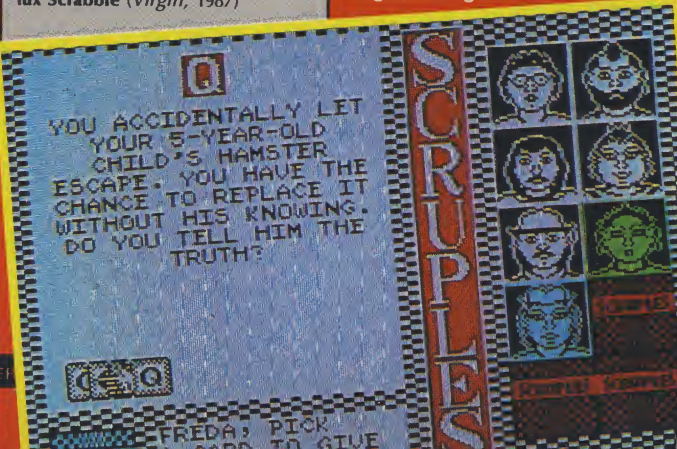 lux Scrabble (Virgin, 1987)
Q
YOU ACCIDENTALLY LET
YOUR 5-YEAR-OLD
CHILD'S HAMSTER
ESCAPE. YOU HAVE THE
CHANCE TO REPLACE IT
WITHOUT HIS KNOWING.
DO YOU TELL HIM THE
TRUTH?
Q
FREDA, PICK
CARD TO GIVE
SCRUPLES